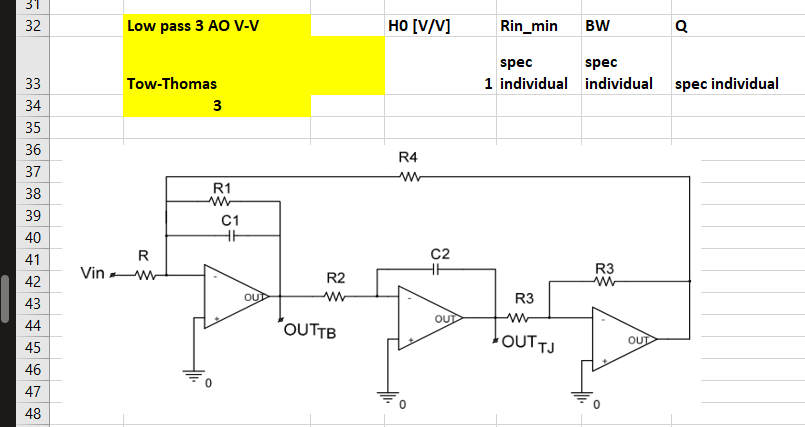 31
32 Low pass 3 AO V-V H0 [V/V] Rin_min BW Q
33 Tow-Thomas 1 spec individual spec individual spec individual
34 3
35
36
37
38
39
40
41
42
43
44
45
46
47
48
R4
R1
C1
R
Vin
-
+
OUT
0
OUTTB
R2
C2
-
+
OUT
0
R3
OUTTJ
R3
-
+
OUT
0